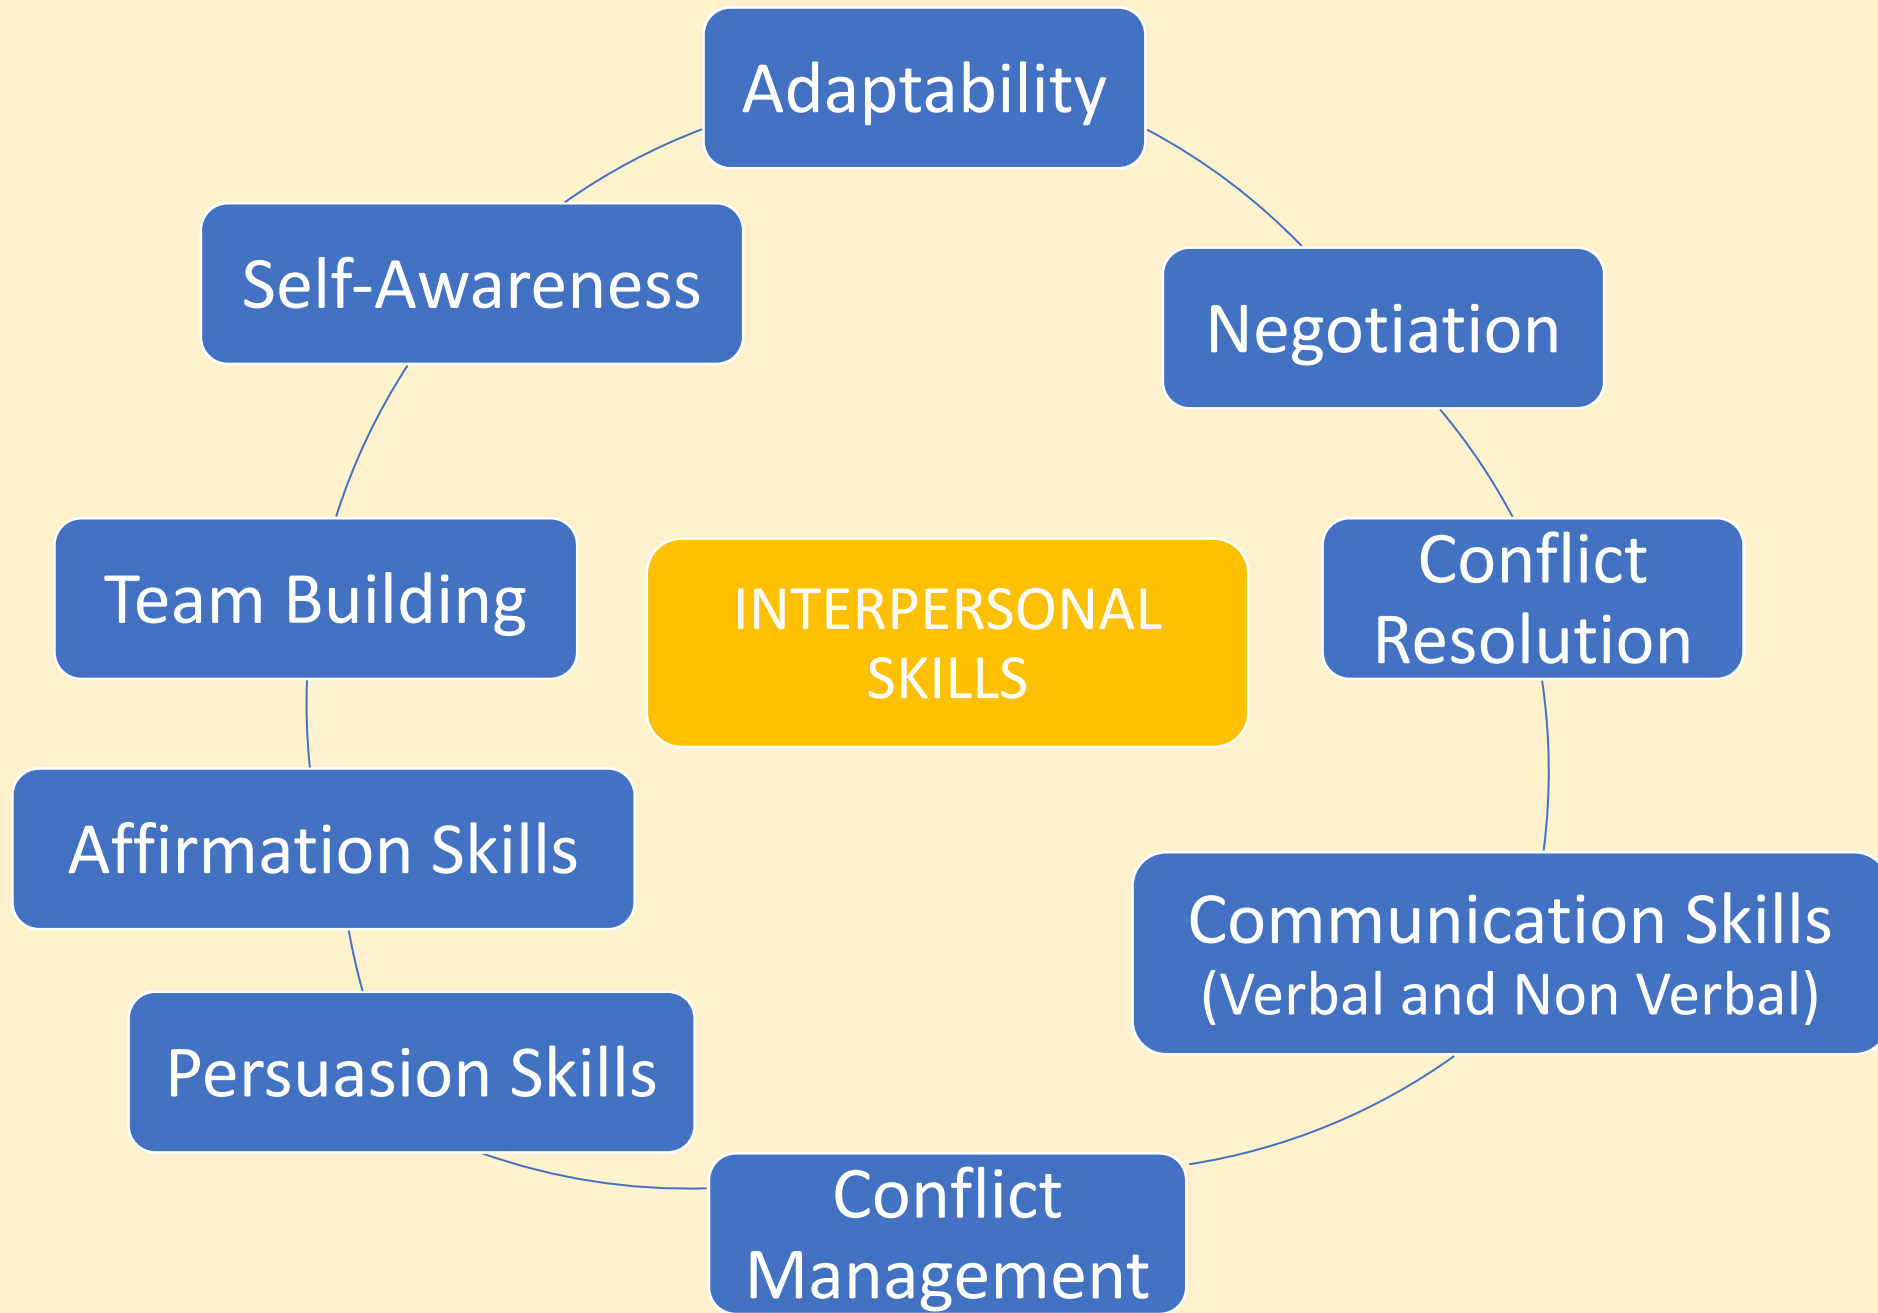 Adaptability
Self-Awareness
Negotiation
Conflict
Resolution
Team Building
INTERPERSONAL
SKILLS
Affirmation Skills
Communication Skills
(Verbal and Non Verbal)
Persuasion Skills
Conflict
Management